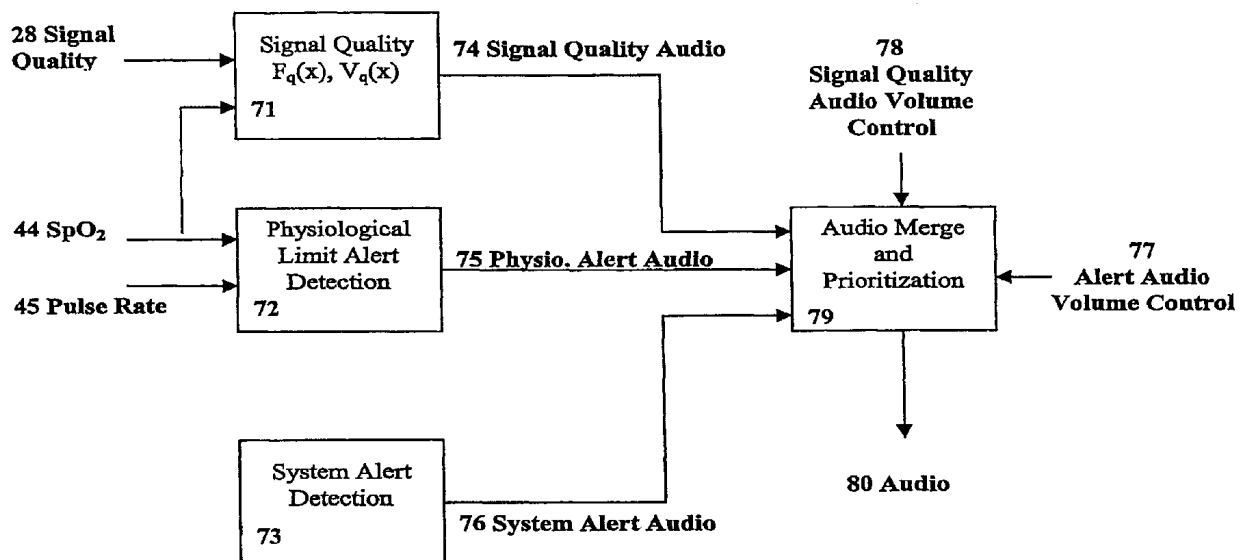 28 Signal
Quality
Signal Quality
Fq(x), Vq(x)
71
74 Signal Quality Audio
78
Signal Quality
Audio Volume
Control
44 SpO₂
45 Pulse Rate
Physiological
Limit Alert
Detection
72
75 Physio. Alert Audio
Audio Merge
and
Prioritization
79
77
Alert Audio
Volume Control
System Alert
Detection
73
76 System Alert Audio
80 Audio